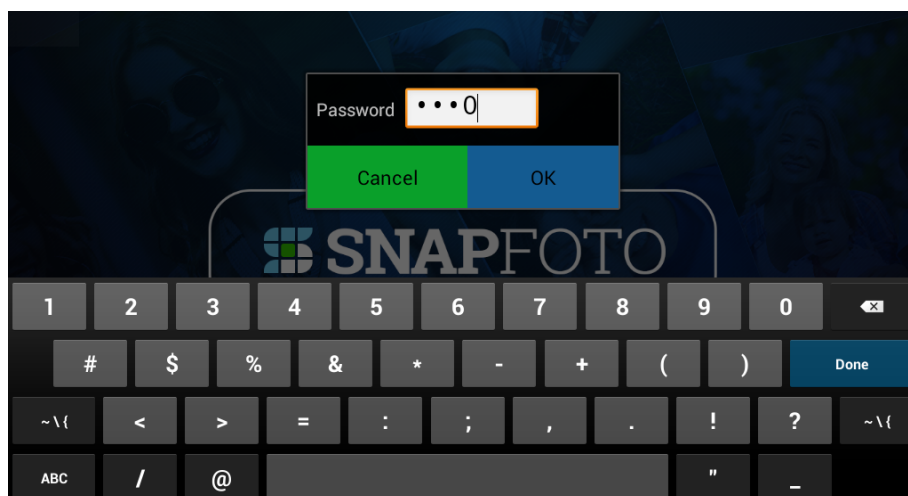 Password •••0
Cancel OK
SNAPFOTO
1 2 3 4 5 6 7 8 9 0
# $ % & * - + ( ) Done
~ \ { < > = : ; , . ! ? ~ \ {
ABC / @ " _